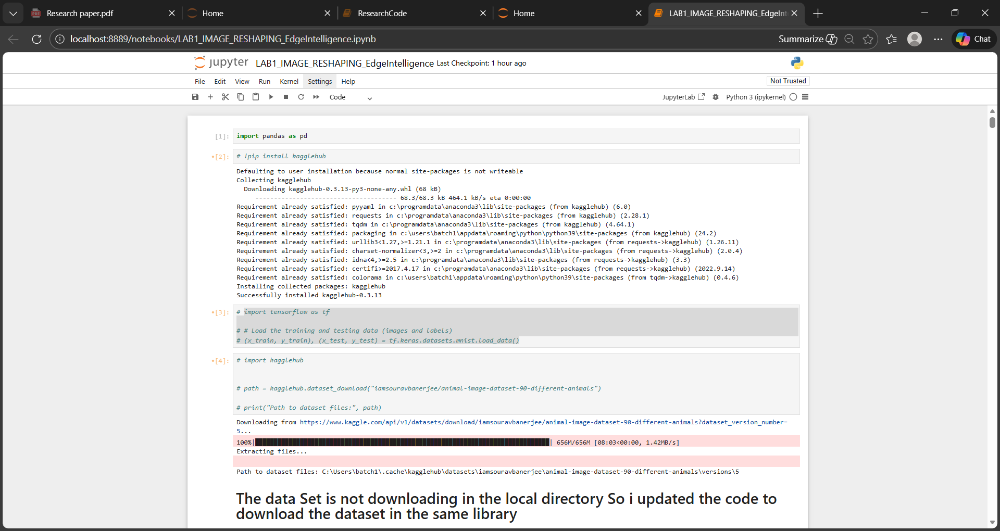 Research paper.pdf
Home
ResearchCode
Home
LAB1_IMAGE_RESHAPING_EdgeInt
localhost:8889/notebooks/LAB1_IMAGE_RESHAPING_EdgeIntelligence.ipynb
Summarize
Chat
jupyter LAB1_IMAGE_RESHAPING_EdgeIntelligence Last Checkpoint: 1 hour ago
File Edit View Run Kernel Settings Help
Not Trusted
Code
JupyterLab
Python 3 (ipykernel)
[1]: import pandas as pd
•[2]: # !pip install kagglehub
Defaulting to user installation because normal site-packages is not writeable
Collecting kagglehub
Downloading kagglehub-0.3.13-py3-none-any.whl (68 kB)
-------------------------------------- 68.3/68.3 kB 464.1 kB/s eta 0:00:00
Requirement already satisfied: pyyaml in c:\programdata\anaconda3\lib\site-packages (from kagglehub) (6.0)
Requirement already satisfied: requests in c:\programdata\anaconda3\lib\site-packages (from kagglehub) (2.28.1)
Requirement already satisfied: tqdm in c:\programdata\anaconda3\lib\site-packages (from kagglehub) (4.64.1)
Requirement already satisfied: packaging in c:\users\batch1\appdata\roaming\python\python39\site-packages (from kagglehub) (24.2)
Requirement already satisfied: urllib3<1.27,>=1.21.1 in c:\programdata\anaconda3\lib\site-packages (from requests->kagglehub) (1.26.11)
Requirement already satisfied: charset-normalizer<3,>=2 in c:\programdata\anaconda3\lib\site-packages (from requests->kagglehub) (2.0.4)
Requirement already satisfied: idna<4,>=2.5 in c:\programdata\anaconda3\lib\site-packages (from requests->kagglehub) (3.3)
Requirement already satisfied: certifi>=2017.4.17 in c:\programdata\anaconda3\lib\site-packages (from requests->kagglehub) (2022.9.14)
Requirement already satisfied: colorama in c:\users\batch1\appdata\roaming\python\python39\site-packages (from tqdm->kagglehub) (0.4.6)
Installing collected packages: kagglehub
Successfully installed kagglehub-0.3.13
•[3]: # import tensorflow as tf
# # Load the training and testing data (images and labels)
# (x_train, y_train), (x_test, y_test) = tf.keras.datasets.mnist.load_data()
•[4]: # import kagglehub
# path = kagglehub.dataset_download("iamsouravbanerjee/animal-image-dataset-90-different-animals")
# print("Path to dataset files:", path)
Downloading from https://www.kaggle.com/api/v1/datasets/download/iamsouravbanerjee/animal-image-dataset-90-different-animals?dataset_version_number=
5...
100%| | 656M/656M [08:03<00:00, 1.42MB/s]
Extracting files...
Path to dataset files: C:\Users\batch1\.cache\kagglehub\datasets\iamsouravbanerjee\animal-image-dataset-90-different-animals\versions\5
The data Set is not downloading in the local directory So i updated the code to
download the dataset in the same library